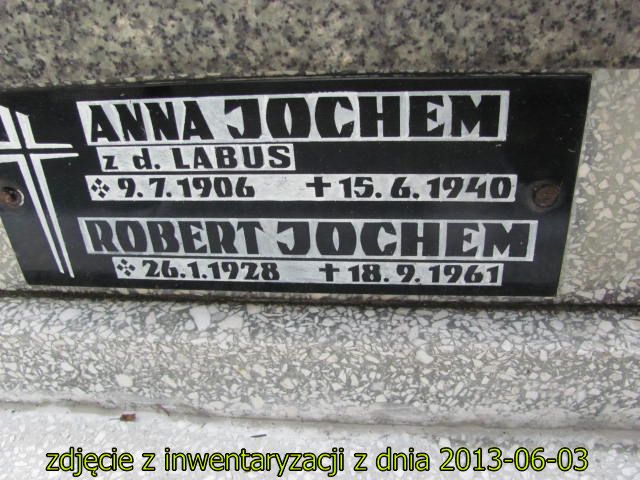 ANNA JOCHEM
z d. LABUS
9.7.1906 +15.6.1940
ROBERT JOCHEM
26.1.1928 +18.9.1961
zdjęcie z inwentaryzacji z dnia 2013-06-03